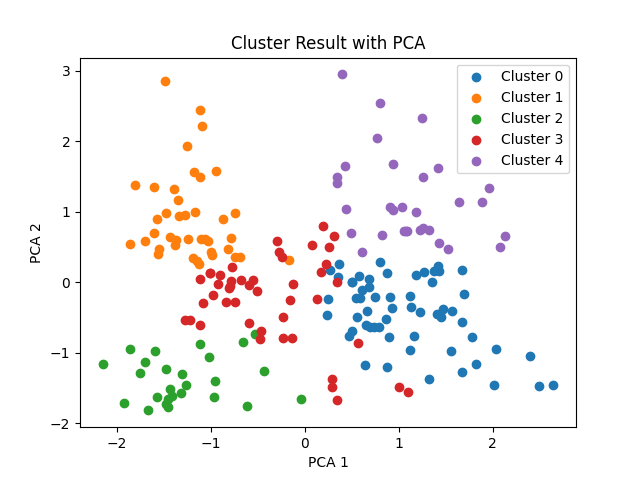 Cluster Result with PCA
Cluster 0
Cluster 1
Cluster 2
Cluster 3
Cluster 4
3
2
1
0
−1
−2
PCA 2
−2 −1 0 1 2
PCA 1